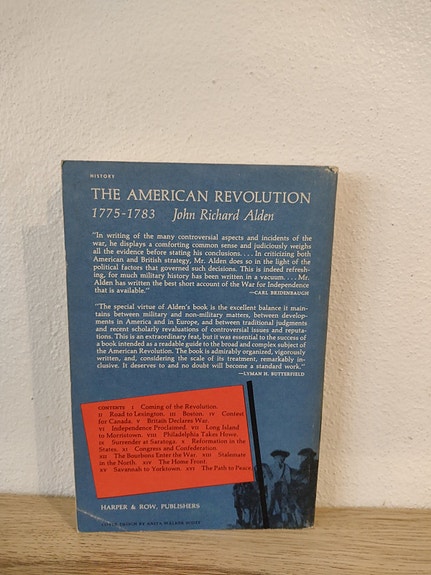 HISTORY
THE AMERICAN REVOLUTION
1775-1783 John Richard Alden
"In writing of the many controversial aspects and incidents of the
war, he displays a comforting common sense and judiciously weighs
all the evidence before stating his conclusions. . . . In criticizing both
American and British strategy, Mr. Alden does so in the light of the
political factors that governed such decisions. This is indeed refresh-
ing, for much military history has been written in a vacuum. . . . Mr.
Alden has written the best short account of the War for Independence
that is available."
—CARL BRIDENBAUGH
"The special virtue of Alden's book is the excellent balance it main-
tains between military and non-military matters, between develop-
ments in America and in Europe, and between traditional judgments
and recent scholarly revaluations of controversial issues and reputa-
tions. This is an extraordinary feat, but it was essential to the success of
a book intended as a readable guide to the broad and complex subject of
the American Revolution. The book is admirably organized, vigorously
written, and, considering the scale of its treatment, remarkably in-
clusive. It deserves to and no doubt will become a standard work."
—LYMAN H. BUTTERFIELD
CONTENTS I Coming of the Revolution.
II Road to Lexington. III Boston. IV Contest
for Canada. V Britain Declares War.
VI Independence Proclaimed. VII Long Island
to Morristown. VIII Philadelphia Takes Howe.
IX Surrender at Saratoga. X Reformation in the
States. XI Congress and Confederation.
XII The Bourbons Enter the War. XIII Stalemate
in the North. XIV The Home Front.
XV Savannah to Yorktown. XVI The Path to Peace
HARPER & ROW, PUBLISHERS
DESIGN BY